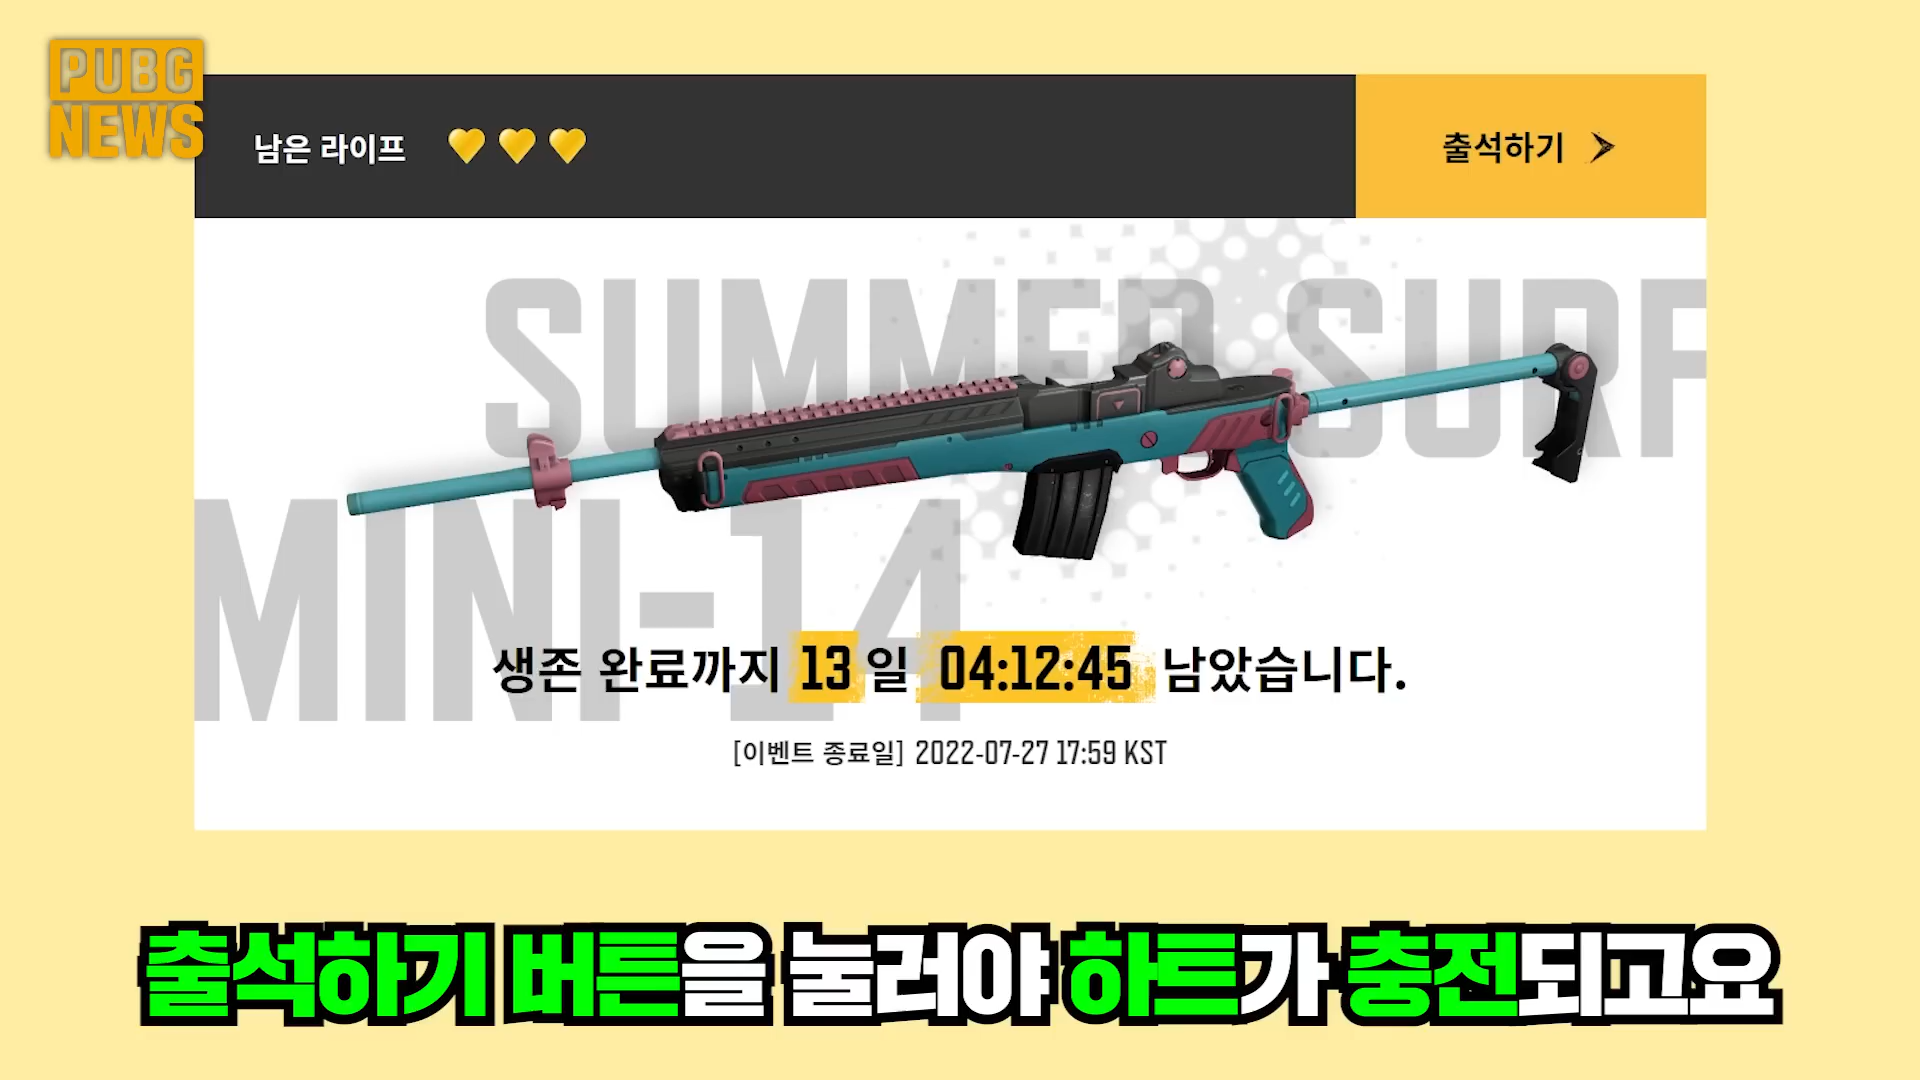 PUBG
NEWS
남은 라이프
출석하기
SUMMER SURF
MINI-14
생존 완료까지 13일 04:12:45 남았습니다.
[이벤트 종료일] 2022-07-27 17:59 KST
출석하기 버튼을 눌러야 하트가 충전되고요